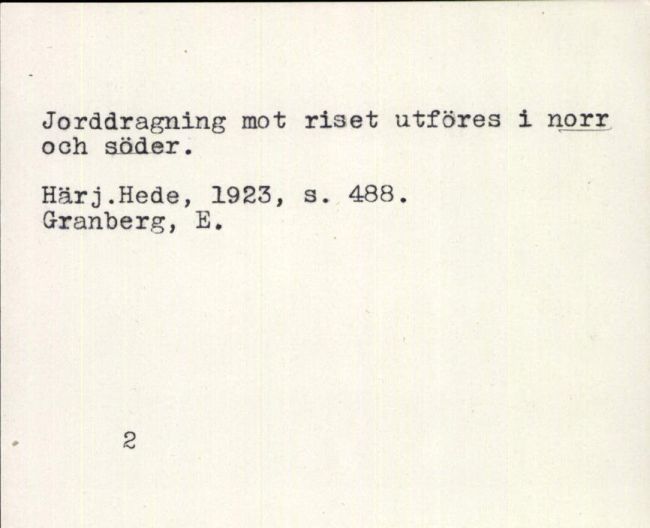 Jorddragning mot riset utföres i norr
och söder.
Härj.Hede, 1923, s. 488.
Granberg, E.
2